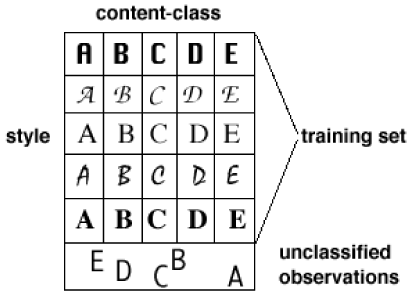 content-class
A B C D E
A B C D E
style A B C D E training set
A B C D E
A B C D E
E D C B A
unclassified
observations